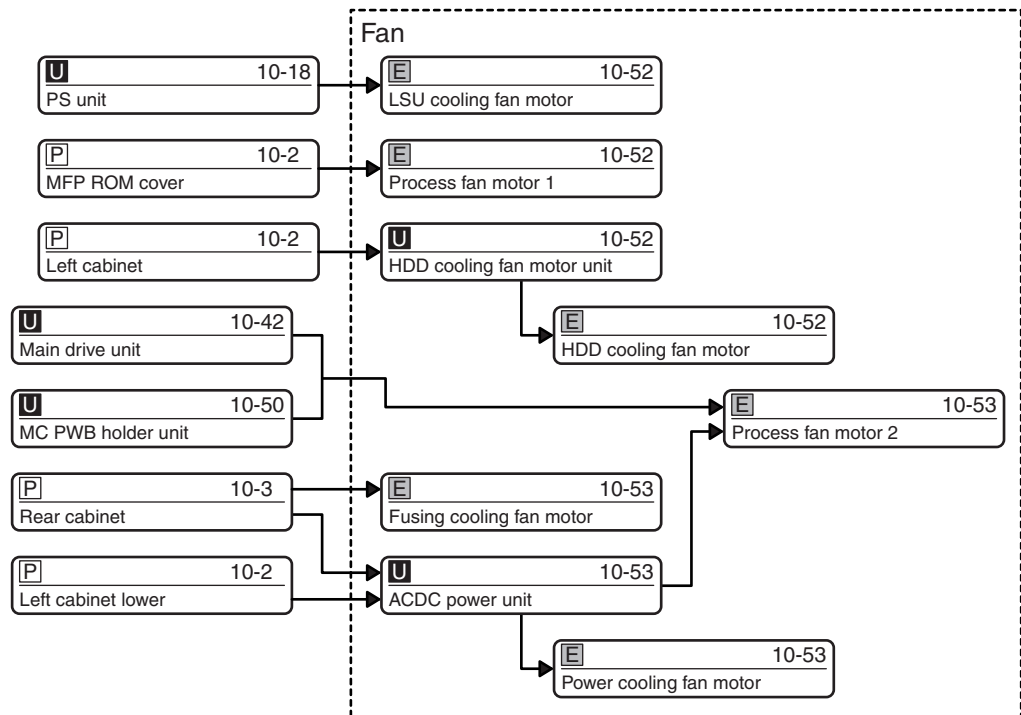 Fan
U 10-18
PS unit
E 10-52
LSU cooling fan motor
P 10-2
MFP ROM cover
E 10-52
Process fan motor 1
P 10-2
Left cabinet
U 10-52
HDD cooling fan motor unit
U 10-42
Main drive unit
E 10-52
HDD cooling fan motor
U 10-50
MC PWB holder unit
E 10-53
Process fan motor 2
P 10-3
Rear cabinet
E 10-53
Fusing cooling fan motor
P 10-2
Left cabinet lower
U 10-53
ACDC power unit
E 10-53
Power cooling fan motor